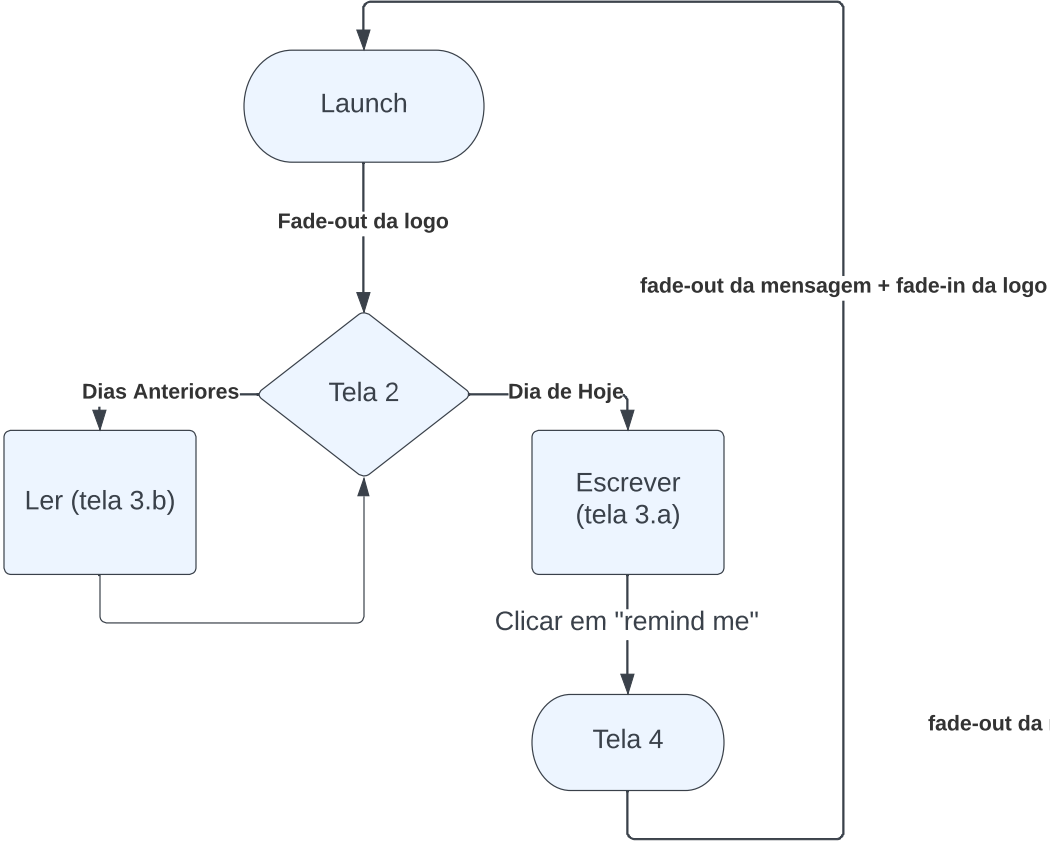 Launch
Fade-out da logo
fade-out da mensagem + fade-in da logo
Dias Anteriores
Tela 2
Dia de Hoje
Ler (tela 3.b)
Escrever
(tela 3.a)
Clicar em "remind me"
Tela 4
fade-out da